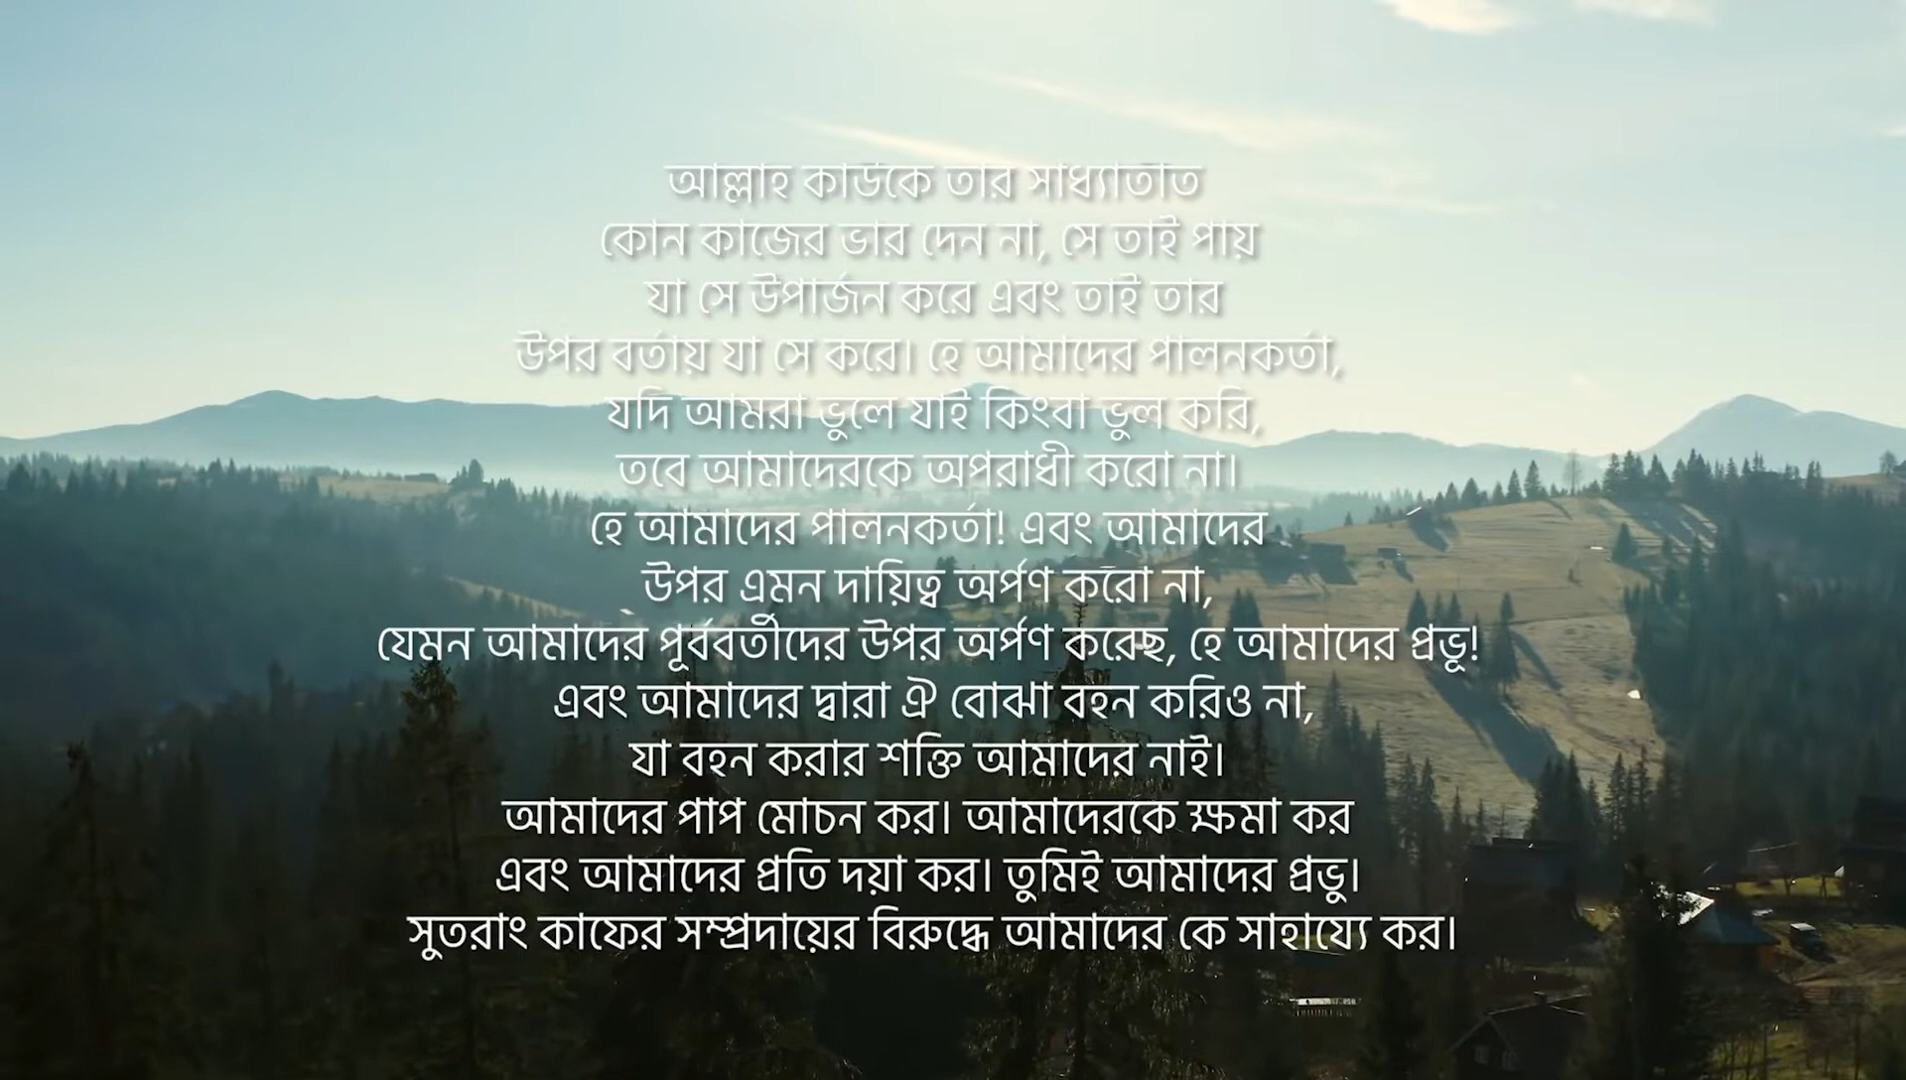 আল্লাহ কাউকে তার সাধ্যাতীত
কোন কাজের ভার দেন না, সে তাই পায়
যা সে উপার্জন করে এবং তাই তার
উপর বর্তায় যা সে করে। হে আমাদের পালনকর্তা,
যদি আমরা ভুলে যাই কিংবা ভুল করি,
তবে আমাদেরকে অপরাধী করো না।
হে আমাদের পালনকর্তা! এবং আমাদের
উপর এমন দায়িত্ব অর্পণ করো না,
যেমন আমাদের পূর্ববর্তীদের উপর অর্পণ করেছ, হে আমাদের প্রভূ!
এবং আমাদের দ্বারা ঐ বোঝা বহন করিও না,
যা বহন করার শক্তি আমাদের নাই।
আমাদের পাপ মোচন কর। আমাদেরকে ক্ষমা কর
এবং আমাদের প্রতি দয়া কর। তুমিই আমাদের প্রভু।
সুতরাং কাফের সম্প্রদায়ের বিরুদ্ধে আমাদের কে সাহায্যে কর।